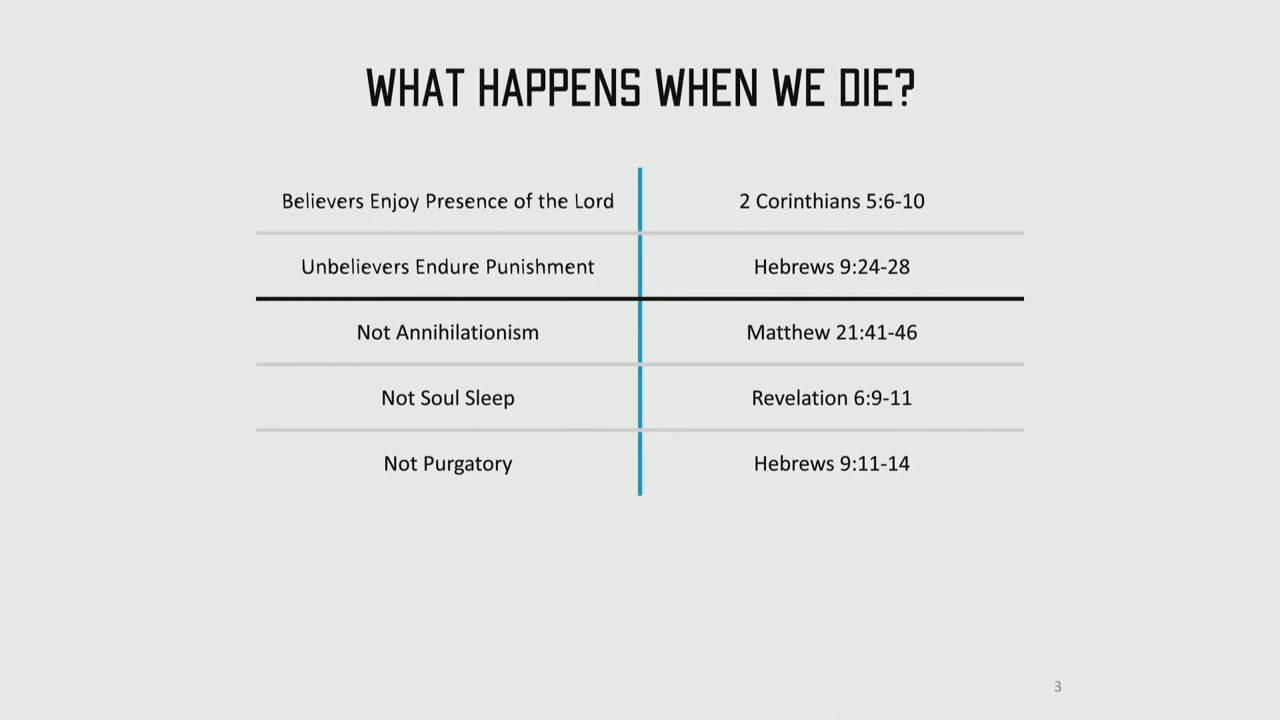 WHAT HAPPENS WHEN WE DIE?
Believers Enjoy Presence of the Lord 2 Corinthians 5:6-10
Unbelievers Endure Punishment Hebrews 9:24-28
Not Annihilationism Matthew 21:41-46
Not Soul Sleep Revelation 6:9-11
Not Purgatory Hebrews 9:11-14
3